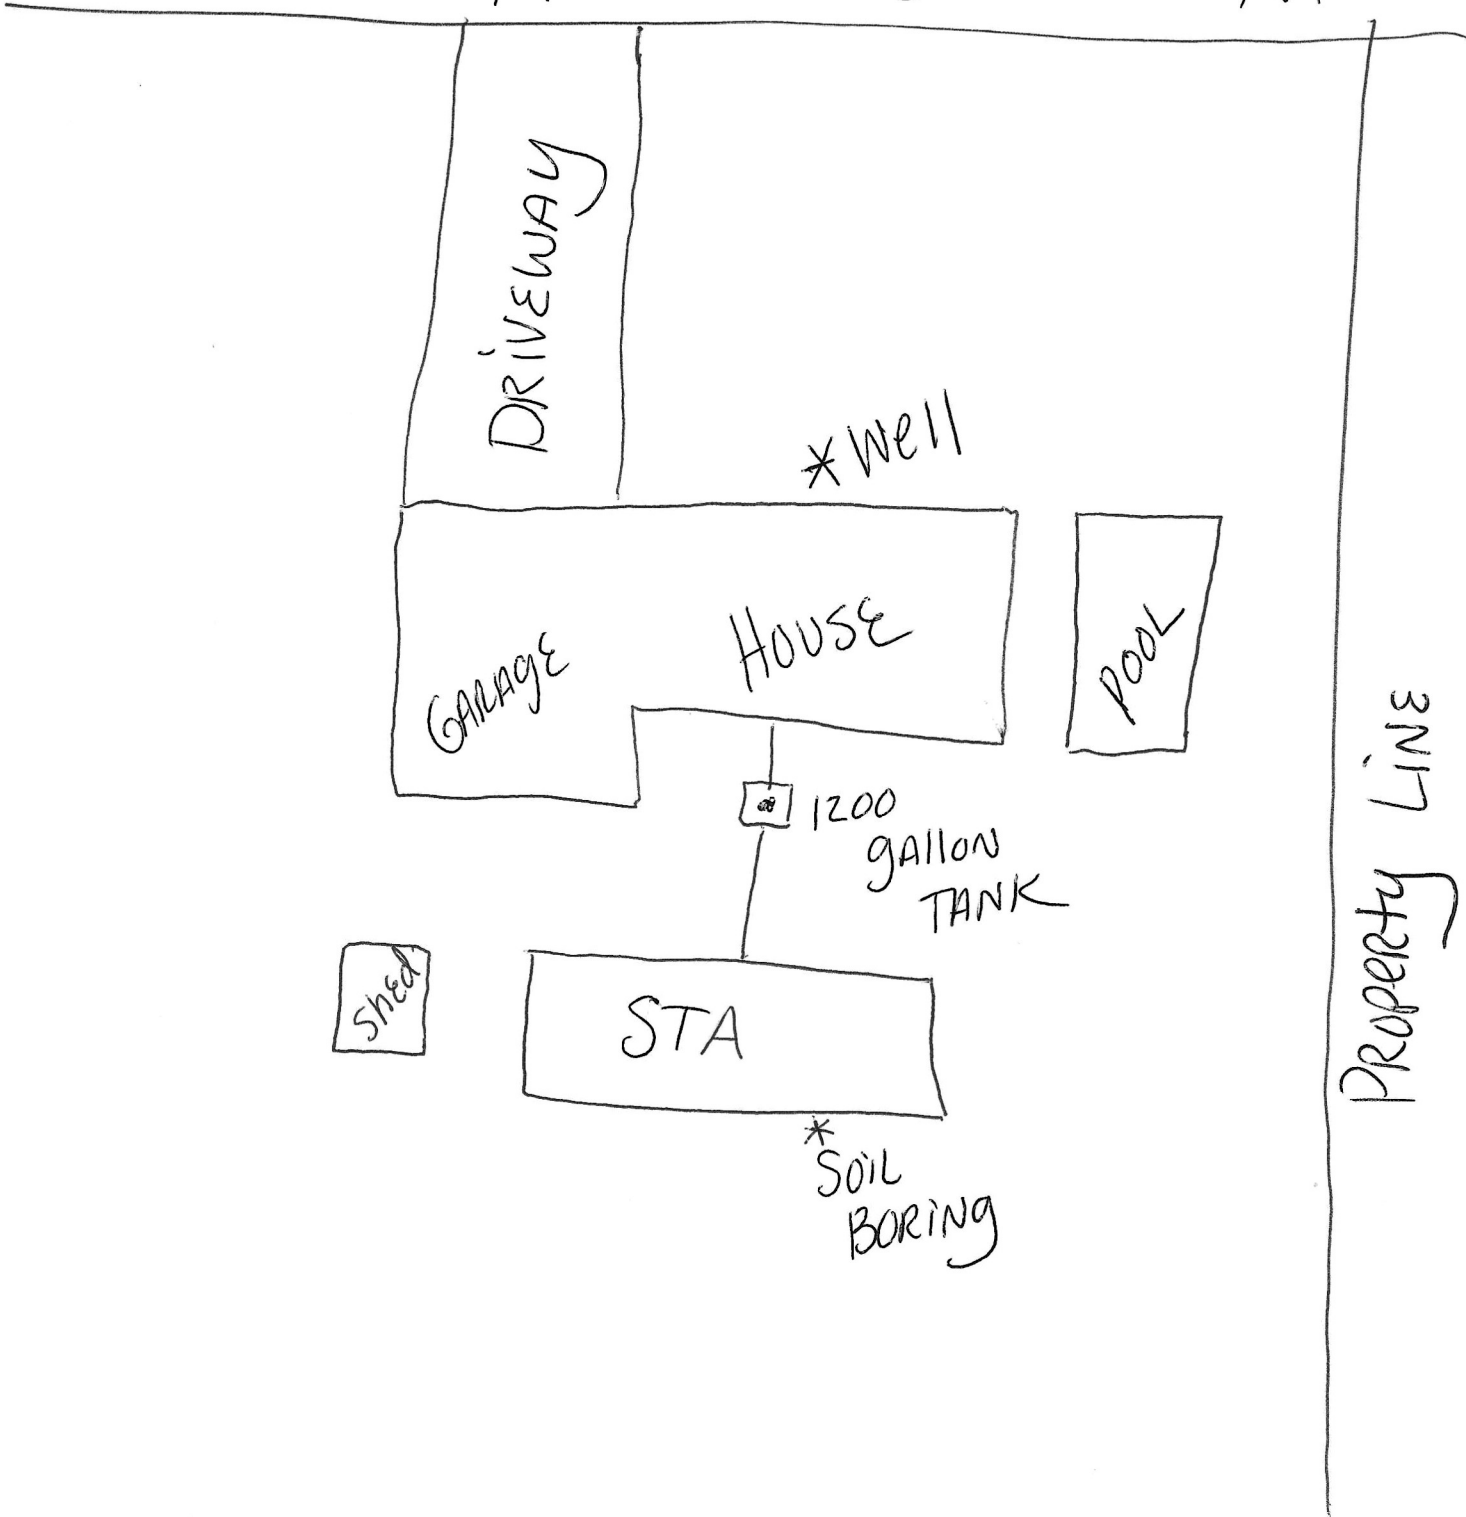 DRiVEWAY
*Well
HOUSE
GARAGE
POOL
1200
gAllON
TANK
PROPERty LiNE
Shed
STA
*
SOiL
BORiNg